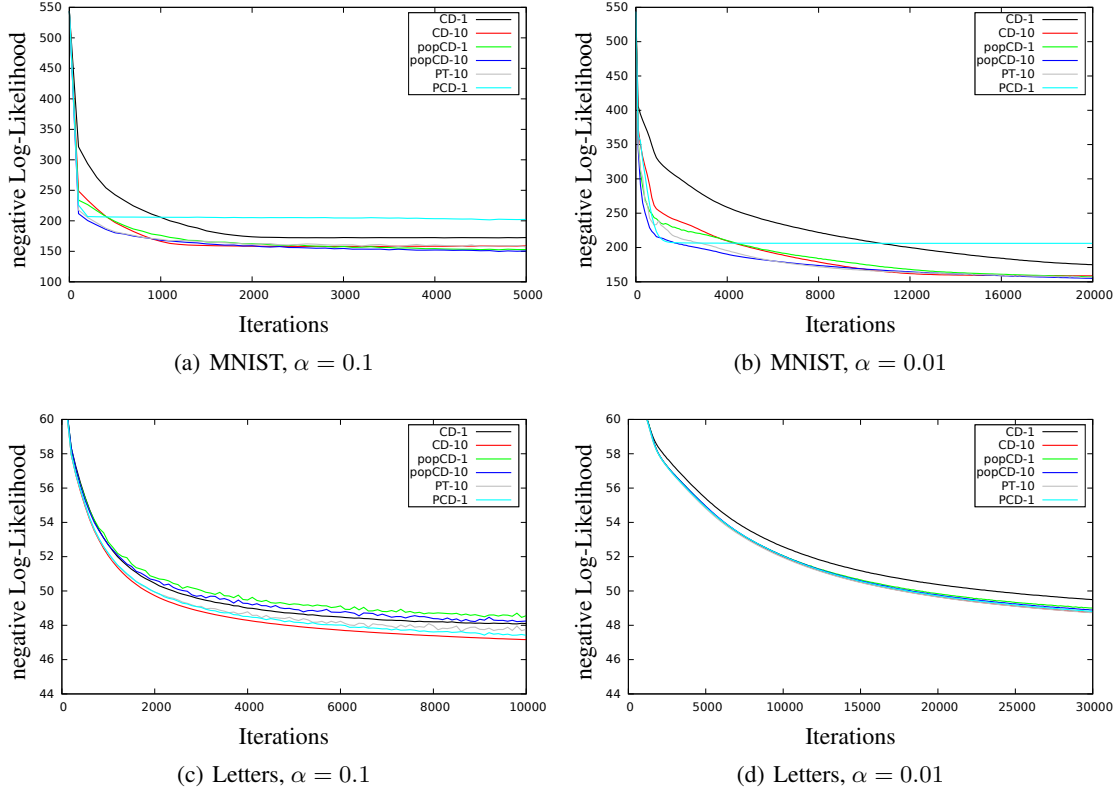 negative Log-Likelihood
550
500
450
400
350
300
250
200
150
100
0 1000 2000 3000 4000 5000
CD-1
CD-10
popCD-1
popCD-10
PT-10
PCD-1
Iterations
(a) MNIST, α = 0.1
negative Log-Likelihood
550
500
450
400
350
300
250
200
150
0 4000 8000 12000 16000 20000
CD-1
CD-10
popCD-1
popCD-10
PT-10
PCD-1
Iterations
(b) MNIST, α = 0.01
negative Log-Likelihood
60
58
56
54
52
50
48
46
44
0 2000 4000 6000 8000 10000
CD-1
CD-10
popCD-1
popCD-10
PT-10
PCD-1
Iterations
(c) Letters, α = 0.1
negative Log-Likelihood
60
58
56
54
52
50
48
46
44
0 5000 10000 15000 20000 25000 30000
CD-1
CD-10
popCD-1
popCD-10
PT-10
PCD-1
Iterations
(d) Letters, α = 0.01